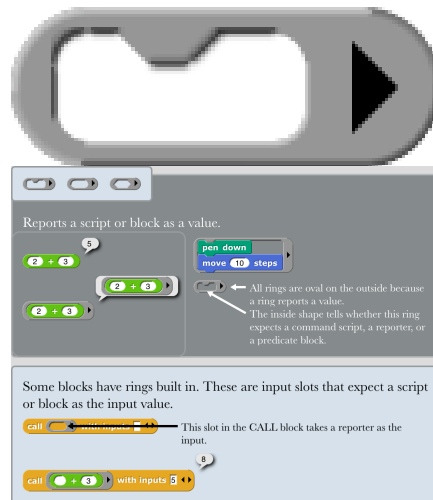 Reports a script or block as a value.
5
2 + 3
2 + 3
2 + 3
pen down
move 10 steps
All rings are oval on the outside because
a ring reports a value.
The inside shape tells whether this ring
expects a command script, a reporter, or
a predicate block.
Some blocks have rings built in. These are input slots that expect a script
or block as the input value.
call with inputs
This slot in the CALL block takes a reporter as the
input.
8
call + 3 with inputs 5